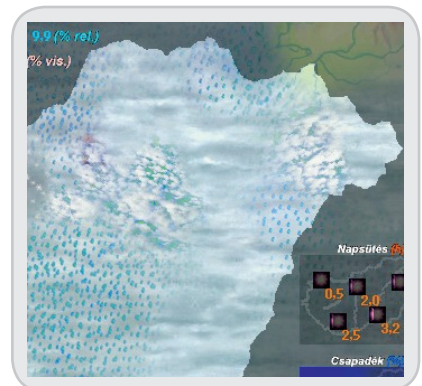 9.9 (% rel.)
(% vis.)
Napsütés
0,5
2,0
2,5
3,2
Csapadék